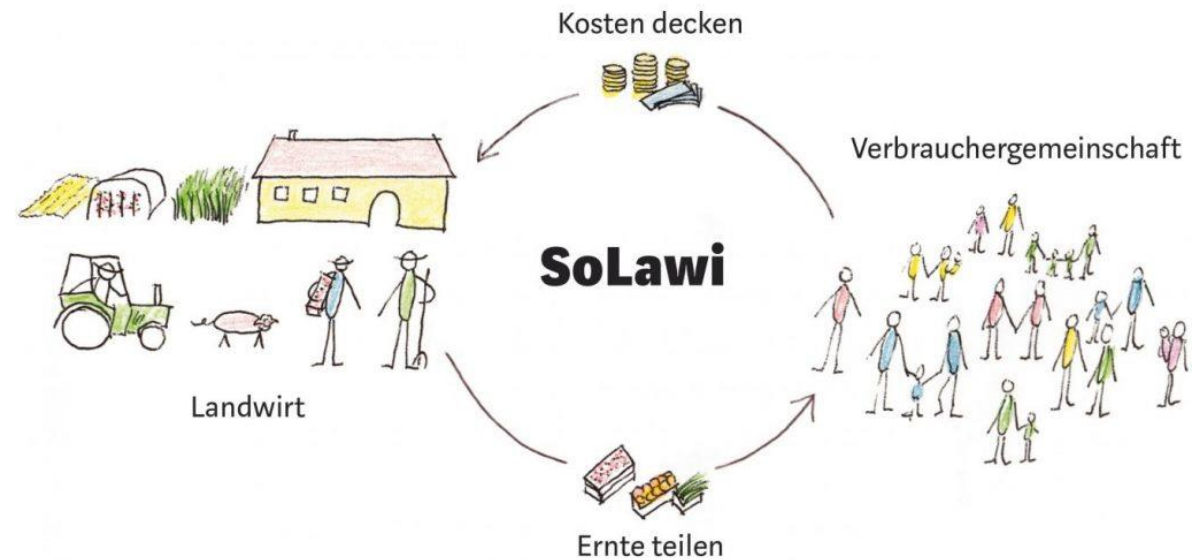 Kosten decken
Verbrauchergemeinschaft
SoLawi
Landwirt
Ernte teilen